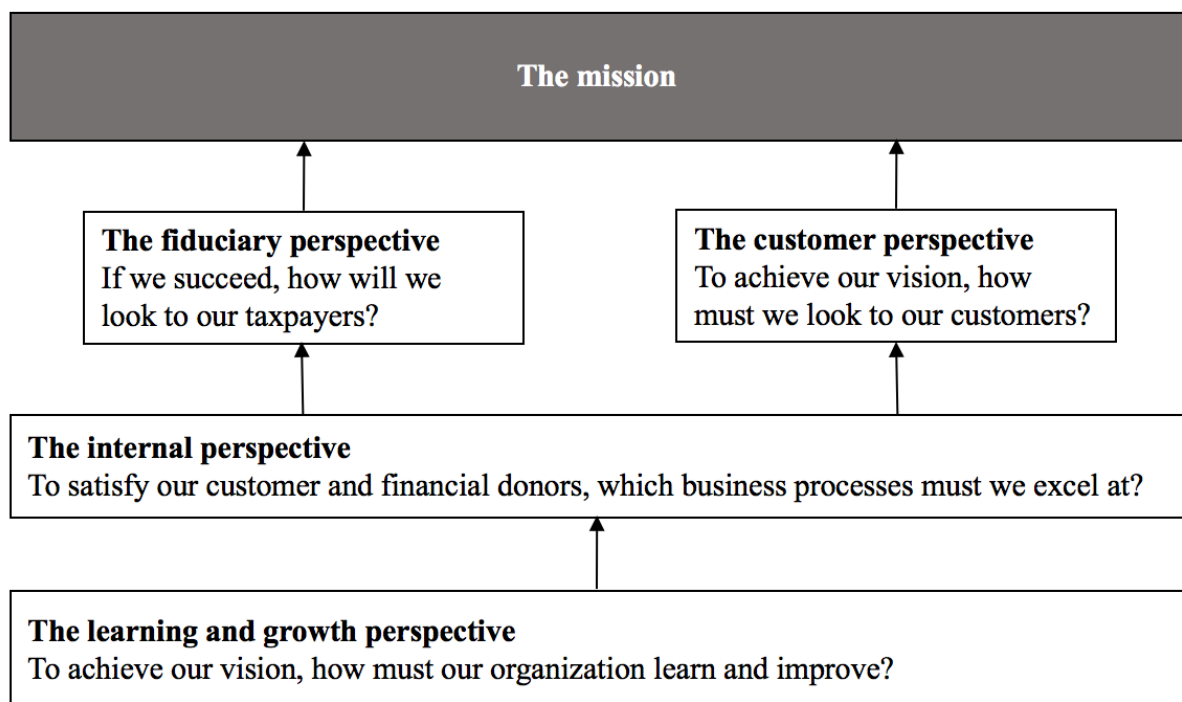 The mission
The fiduciary perspective
If we succeed, how will we
look to our taxpayers?
The customer perspective
To achieve our vision, how
must we look to our customers?
The internal perspective
To satisfy our customer and financial donors, which business processes must we excel at?
The learning and growth perspective
To achieve our vision, how must our organization learn and improve?